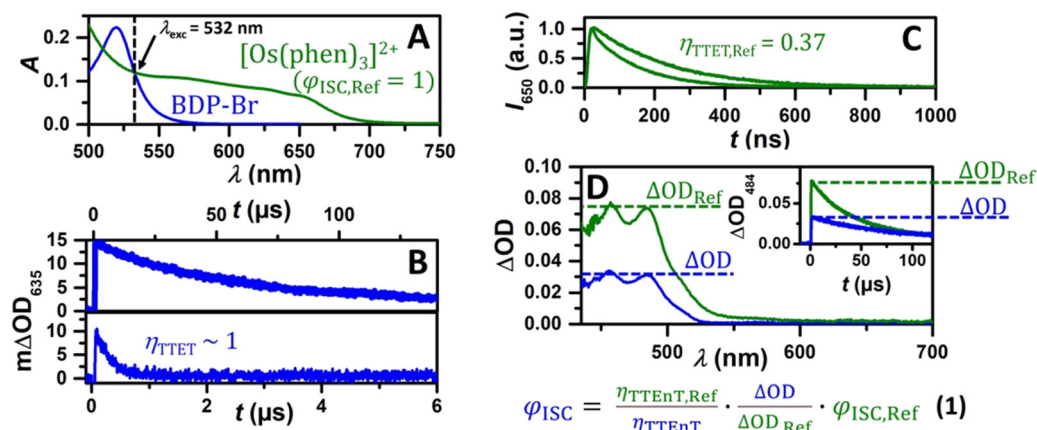 A
0.2
0.1
0.0
A
λexc = 532 nm
[Os(phen)3]2+
(φISC,Ref = 1)
BDP-Br
500 550 600 650 700 750
λ (nm)
t (µs)
0 50 100
B
15
10
5
0
10
5
0
mΔOD635
ηTTET ~ 1
0 2 4 6
t (µs)
C
1.0
0.5
0.0
I650 (a.u.)
ηTTET,Ref = 0.37
0 200 400 600 800 1000
t (ns)
D
0.10
0.08
0.06
0.04
0.02
0.00
ΔOD
ΔODRef
ΔOD
500 600 700
λ (nm)
ΔOD484
0.05
0.00
0 50 100
t (µs)
ΔODRef
ΔOD
φISC = ηTTEnT,Ref/ηTTEnT · ΔOD/ΔODRef · φISC,Ref (1)